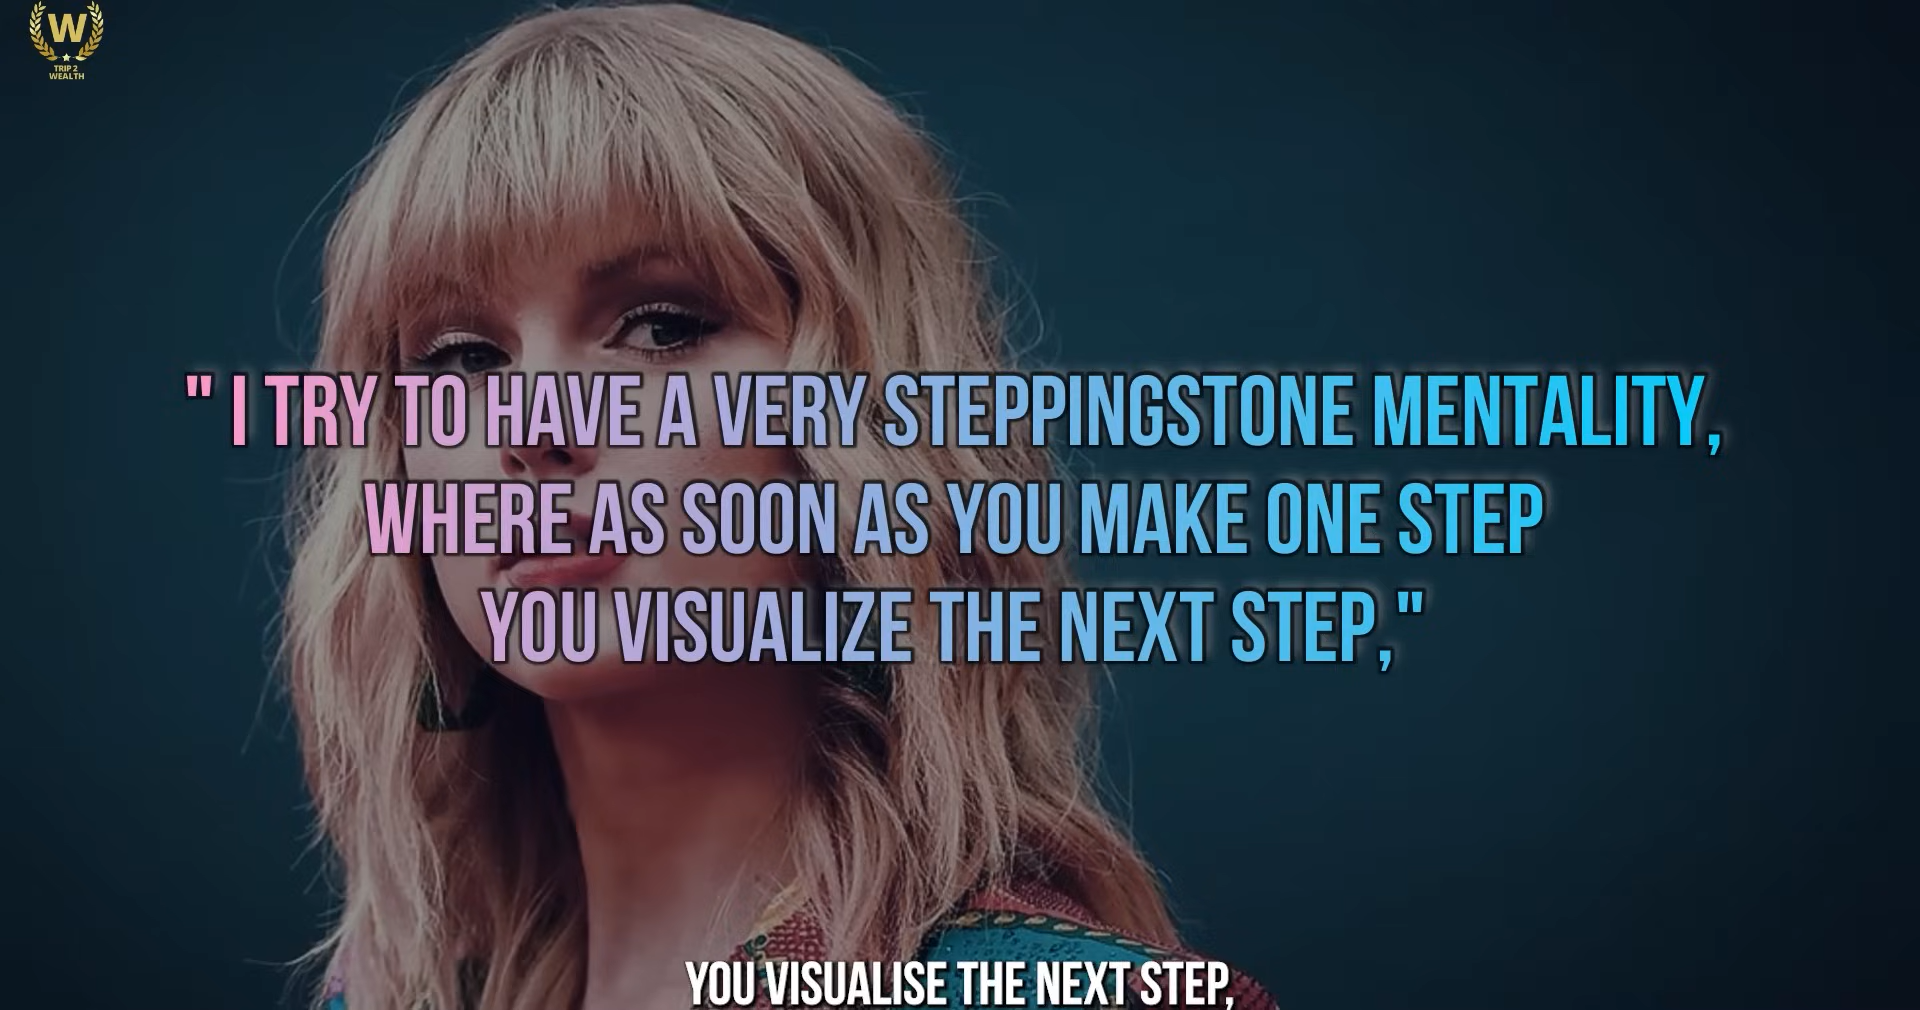 W
TRIP 2
WEALTH
" I TRY TO HAVE A VERY STEPPINGSTONE MENTALITY,
WHERE AS SOON AS YOU MAKE ONE STEP
YOU VISUALIZE THE NEXT STEP,"
YOU VISUALISE THE NEXT STEP,